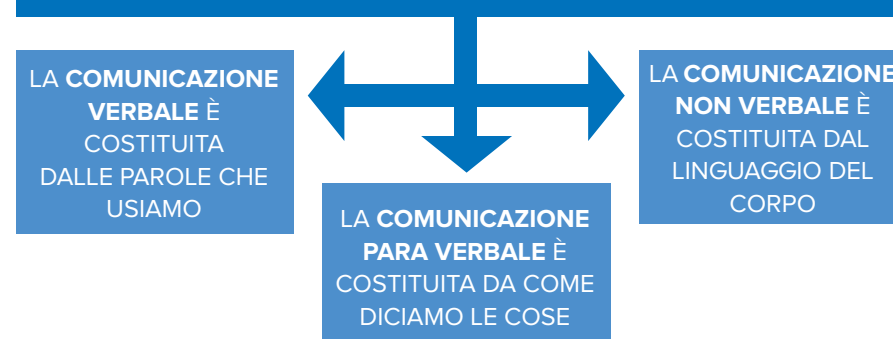 LA COMUNICAZIONE
VERBALE È
COSTITUITA
DALLE PAROLE CHE
USIAMO
LA COMUNICAZIONE
PARA VERBALE È
COSTITUITA DA COME
DICIAMO LE COSE
LA COMUNICAZIONE
NON VERBALE È
COSTITUITA DAL
LINGUAGGIO DEL
CORPO